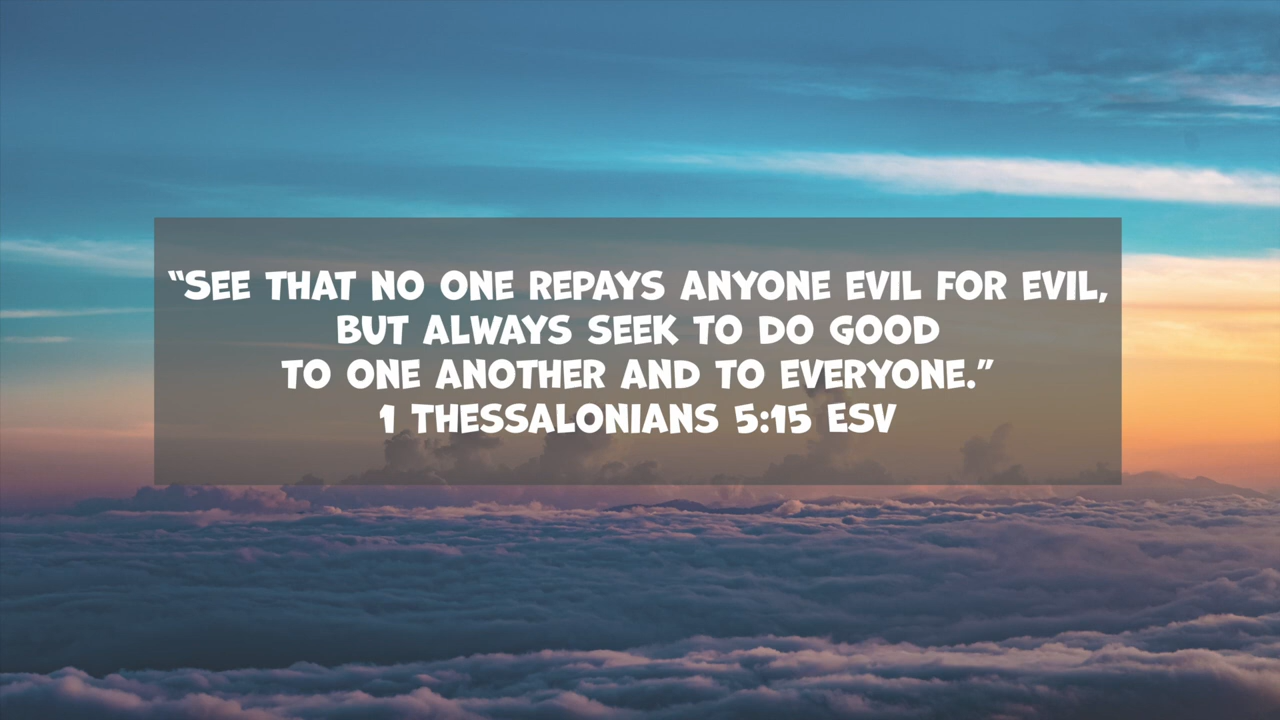 “SEE THAT NO ONE REPAYS ANYONE EVIL FOR EVIL,
BUT ALWAYS SEEK TO DO GOOD
TO ONE ANOTHER AND TO EVERYONE.”
1 THESSALONIANS 5:15 ESV